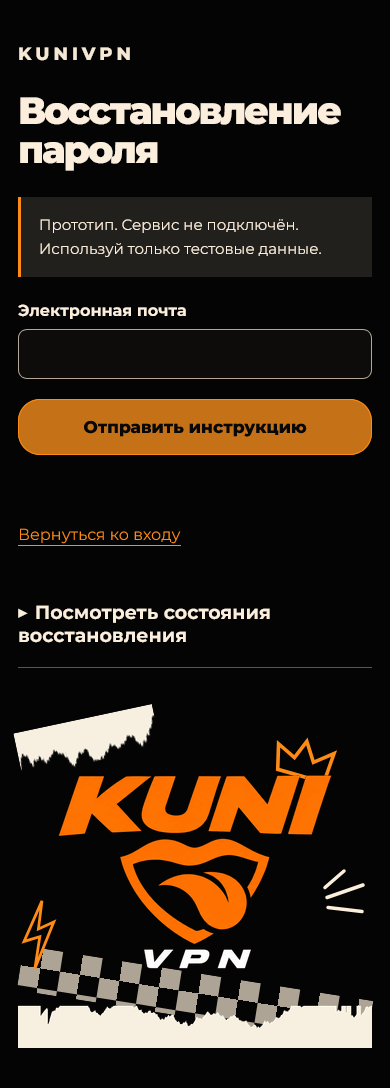 KUNIVPN
Восстановление
пароля
Прототип. Сервис не подключён.
Используй только тестовые данные.
Электронная почта
Отправить инструкцию
Вернуться ко входу
▸ Посмотреть состояния
восстановления
KUNI
VPN